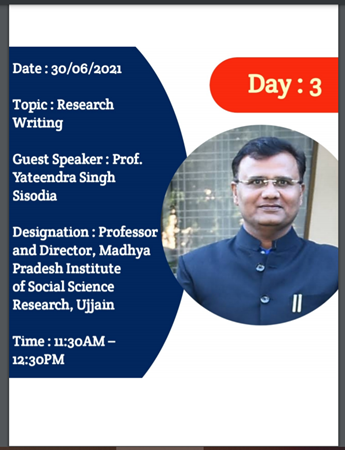 Date : 30/06/2021
Topic : Research
Writing
Guest Speaker : Prof.
Yateendra Singh
Sisodia
Designation : Professor
and Director, Madhya
Pradesh Institute
of Social Science
Research, Ujjain
Time : 11:30AM –
12:30PM
Day : 3